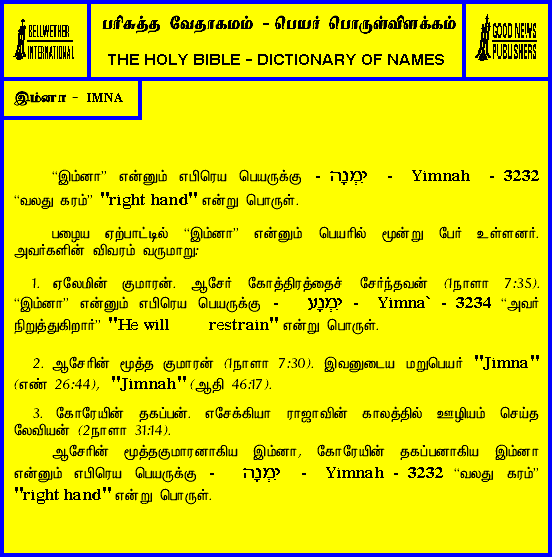 BELLWETHER
INTERNATIONAL
பரிசுத்த வேதாகமம் - பெயர் பொருள்விளக்கம்
THE HOLY BIBLE - DICTIONARY OF NAMES
GOOD NEWS
PUBLISHERS
இம்னா - IMNA
“இம்னா” என்னும் எபிரெய பெயருக்கு - יִמְנָה - Yimnah - 3232
“வலது கரம்” "right hand" என்று பொருள்.
பழைய ஏற்பாட்டில் “இம்னா” என்னும் பெயரில் மூன்று பேர் உள்ளனர்.
அவர்களின் விவரம் வருமாறு:
1. ஏலேமின் குமாரன். ஆசேர் கோத்திரத்தைச் சேர்ந்தவன் (1நாளா 7:35).
“இம்னா” என்னும் எபிரெய பெயருக்கு - יִמְנָע - Yimna` - 3234 “அவர்
நிறுத்துகிறார்” "He will restrain" என்று பொருள்.
2. ஆசேரின் மூத்த குமாரன் (1நாளா 7:30). இவனுடைய மறுபெயர் "Jimna"
(எண் 26:44), "Jimnah" (ஆதி 46:17).
3. கோரேயின் தகப்பன். எசேக்கியா ராஜாவின் காலத்தில் ஊழியம் செய்த
லேவியன் (2நாளா 31:14).
ஆசேரின் மூத்தகுமாரனாகிய இம்னா, கோரேயின் தகப்பனாகிய இம்னா
என்னும் எபிரெய பெயருக்கு - יִמְנָה - Yimnah - 3232 “வலது கரம்”
"right hand" என்று பொருள்.